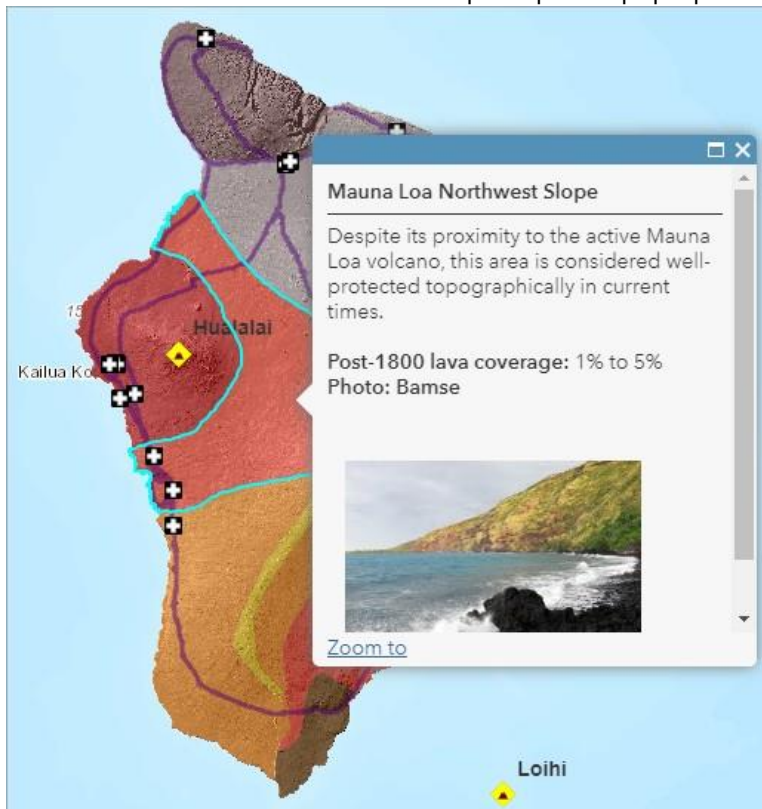 Mauna Loa Northwest Slope
Despite its proximity to the active Mauna
Loa volcano, this area is considered well-
protected topographically in current
times.
Post-1800 lava coverage: 1% to 5%
Photo: Bamse
Zoom to
Hualalai
Kailua Ko
Loihi